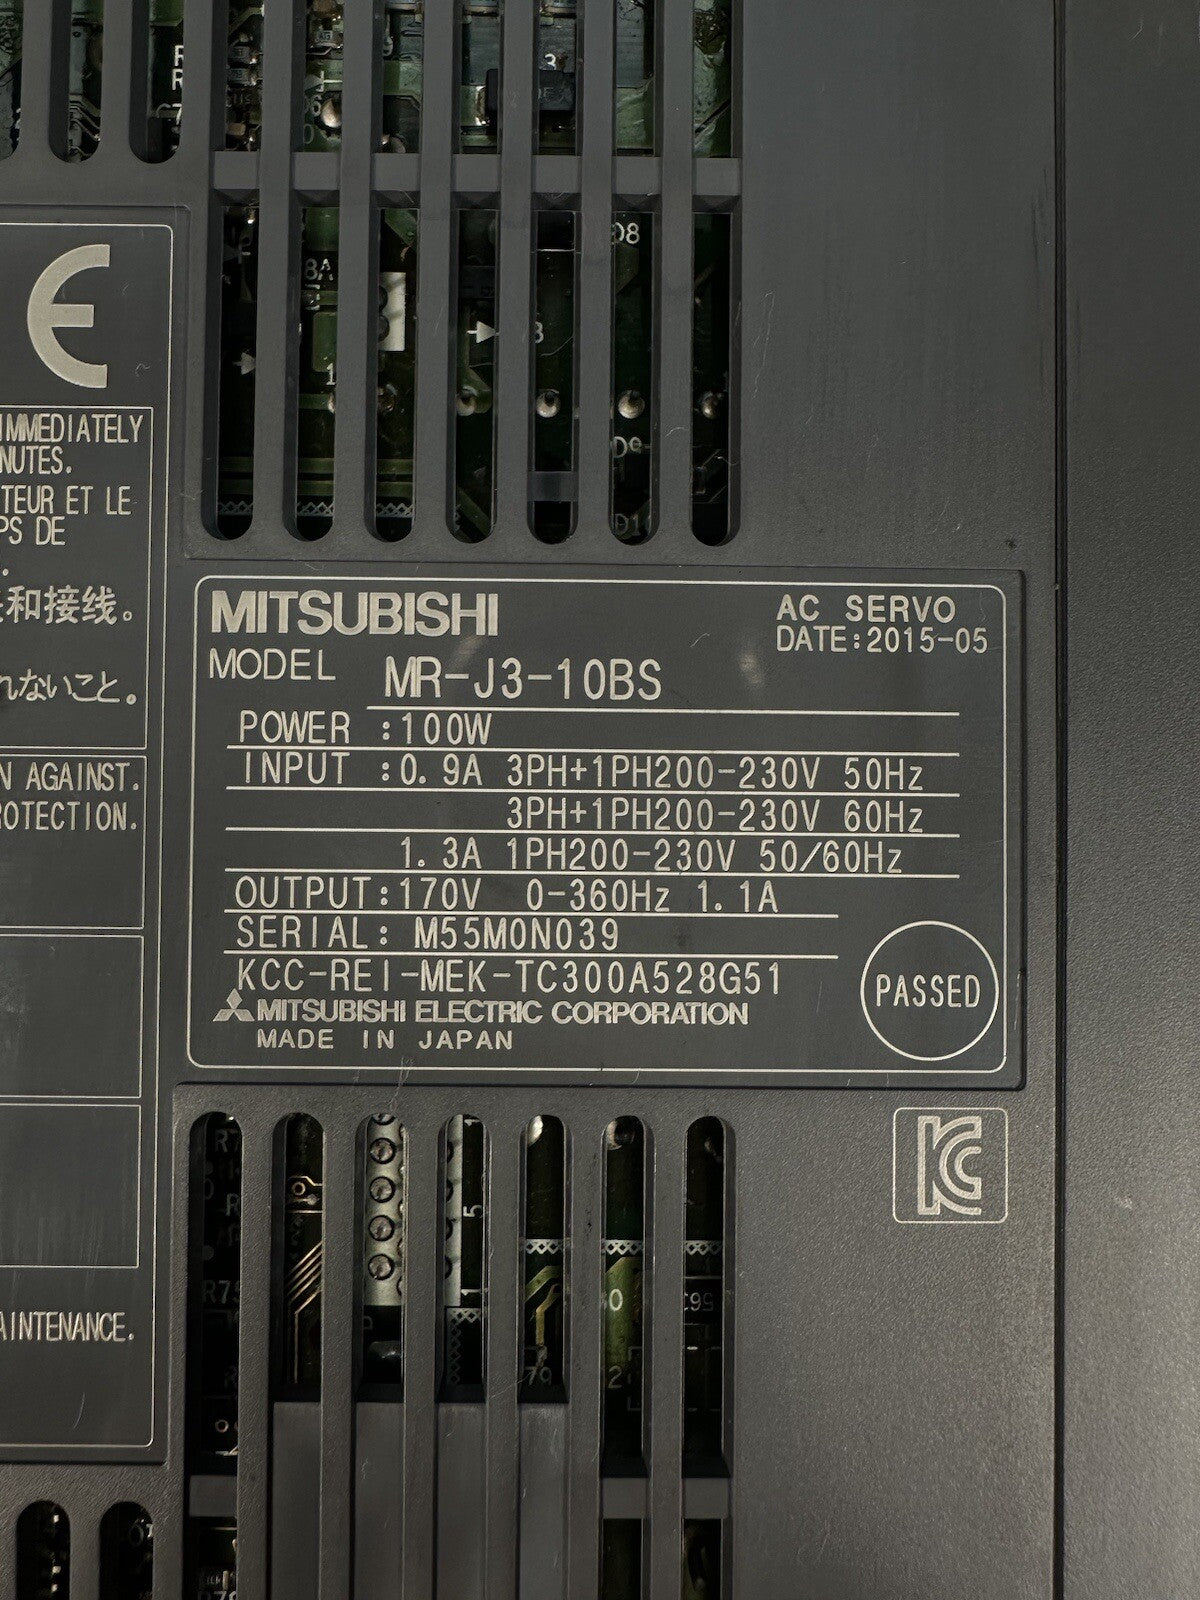 IMMEDIATELY
NUTES.
TEUR ET LE
PS DE
和接线。
れないこと。
N AGAINST.
ROTECTION.
AINTENANCE.
MITSUBISHI
AC SERVO
DATE:2015-05
MODEL MR-J3-10BS
POWER :100W
INPUT :0.9A 3PH+1PH200-230V 50Hz
3PH+1PH200-230V 60Hz
1.3A 1PH200-230V 50/60Hz
OUTPUT:170V 0-360Hz 1.1A
SERIAL: M55M0N039
KCC-REI-MEK-TC300A528G51
MITSUBISHI ELECTRIC CORPORATION
MADE IN JAPAN
PASSED